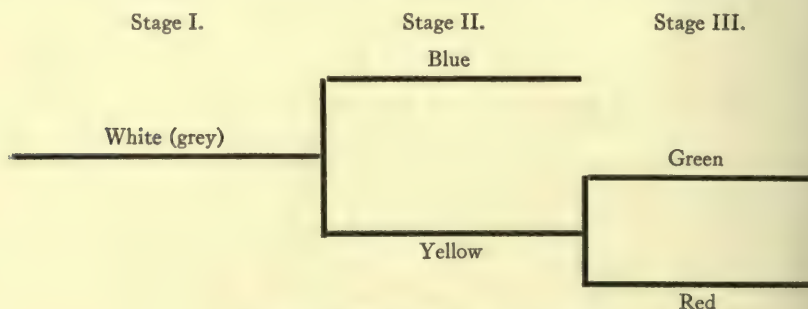 Stage I. Stage II. Stage III.
Blue
White (grey)
Green
Yellow
Red